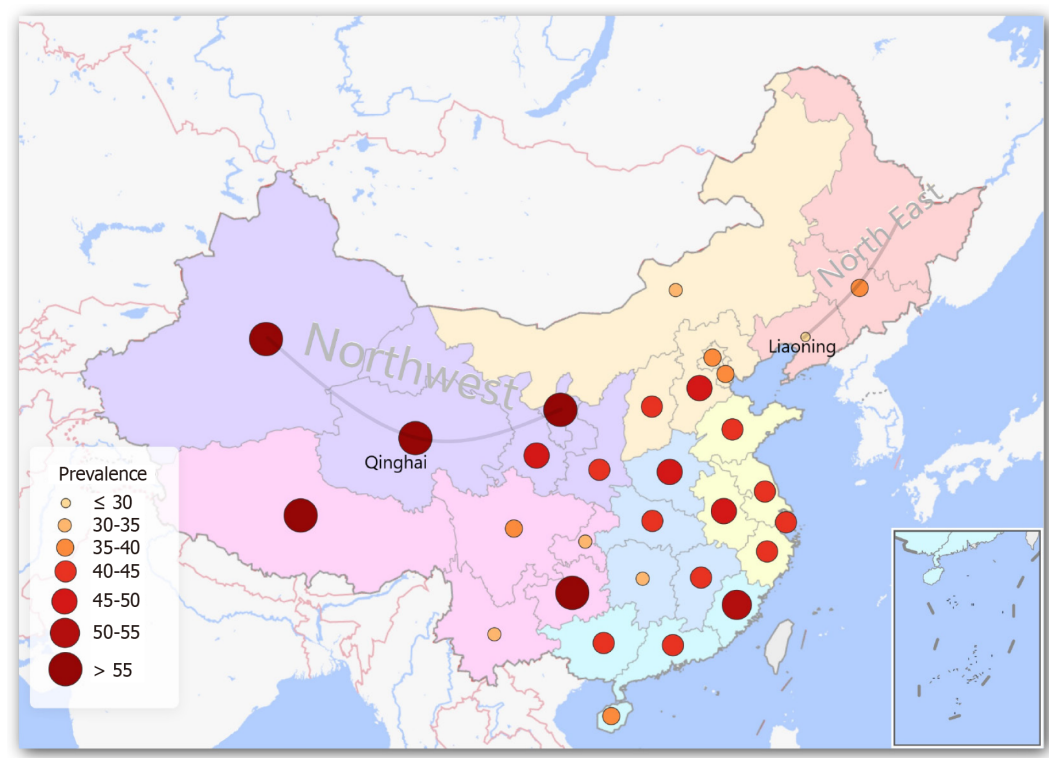 North East
Liaoning
Northwest
Qinghai
Prevalence
≤ 30
30-35
35-40
40-45
45-50
50-55
> 55